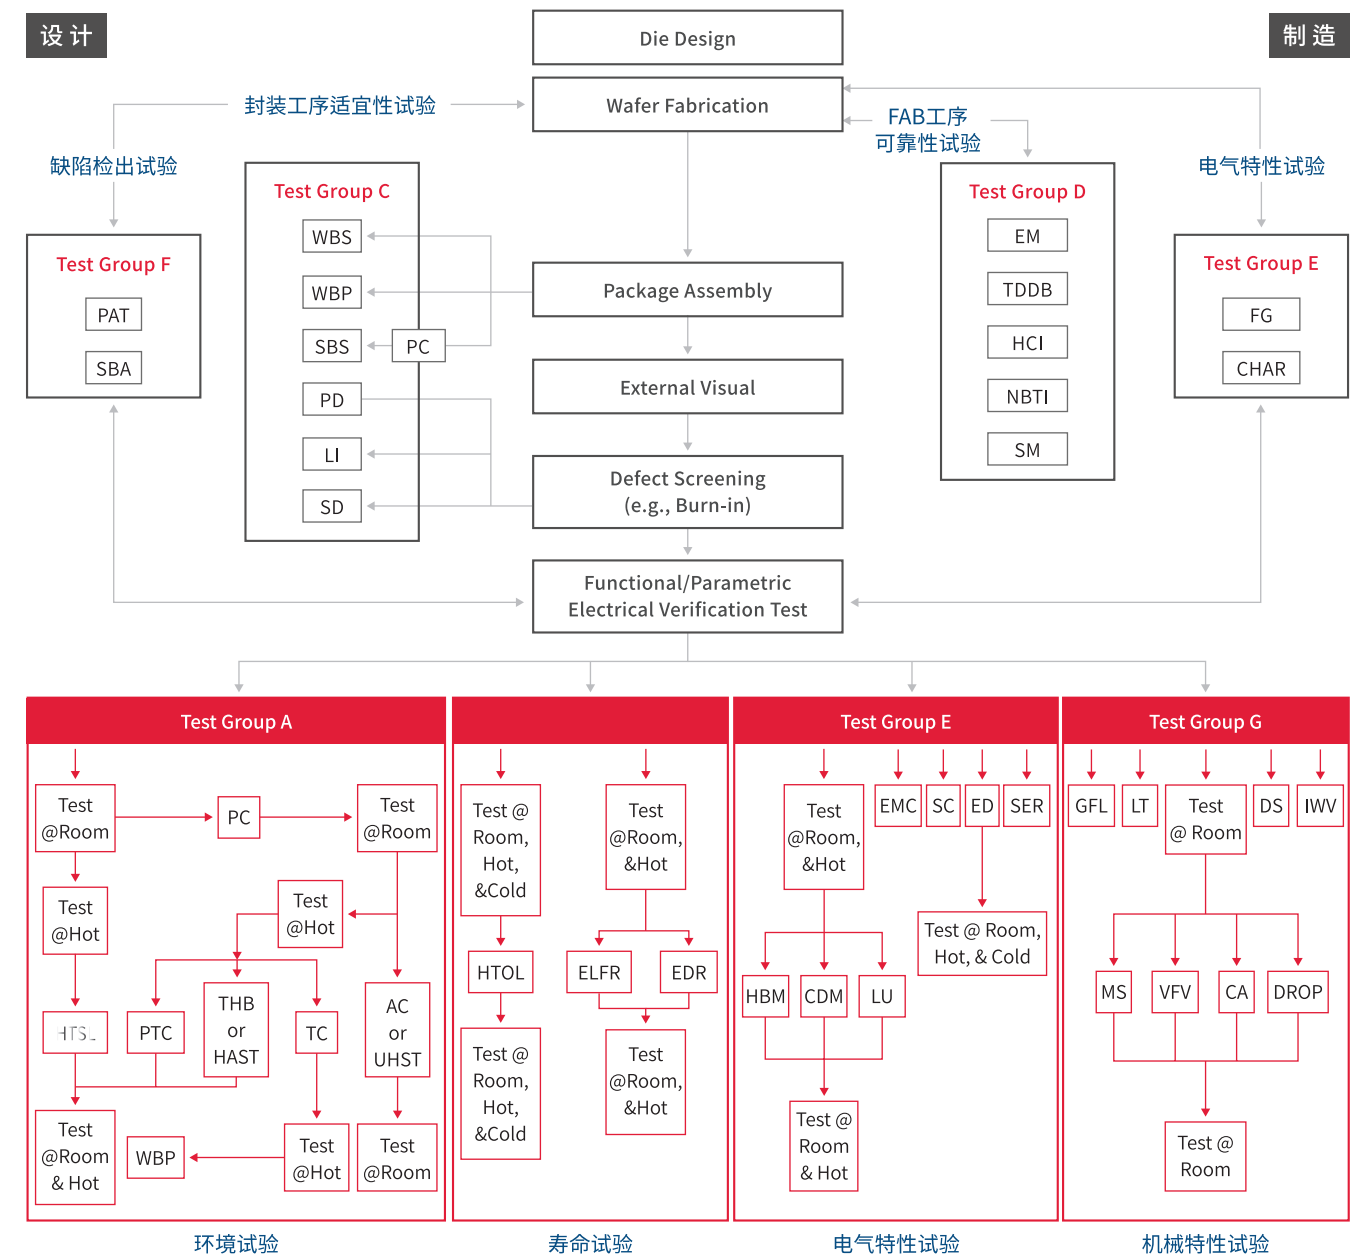 设计
制造
Die Design
Wafer Fabrication
封装工序适宜性试验
FAB工序
可靠性试验
缺陷检出试验
电气特性试验
Test Group C
WBS
WBP
SBS
PC
PD
LI
SD
Test Group D
EM
TDDB
HCI
NBTI
SM
Test Group F
PAT
SBA
Test Group E
FG
CHAR
Package Assembly
External Visual
Defect Screening
(e.g., Burn-in)
Functional/Parametric
Electrical Verification Test
Test Group A
Test
@Room
PC
Test
@Room
Test
@Hot
Test
@Hot
HTSL
PTC
THB
or
HAST
TC
AC
or
UHST
Test
@Room
& Hot
WBP
Test
@Hot
Test
@Room
环境试验
Test @
Room,
Hot,
&Cold
Test
@Room,
&Hot
HTOL
ELFR
EDR
Test @
Room,
Hot,
&Cold
Test
@Room,
&Hot
寿命试验
Test Group E
Test
@Room,
&Hot
EMC
SC
ED
SER
Test @ Room,
Hot, & Cold
HBM
CDM
LU
Test @
Room
& Hot
电气特性试验
Test Group G
GFL
LT
Test
@ Room
DS
IWV
MS
VFV
CA
DROP
Test @
Room
机械特性试验